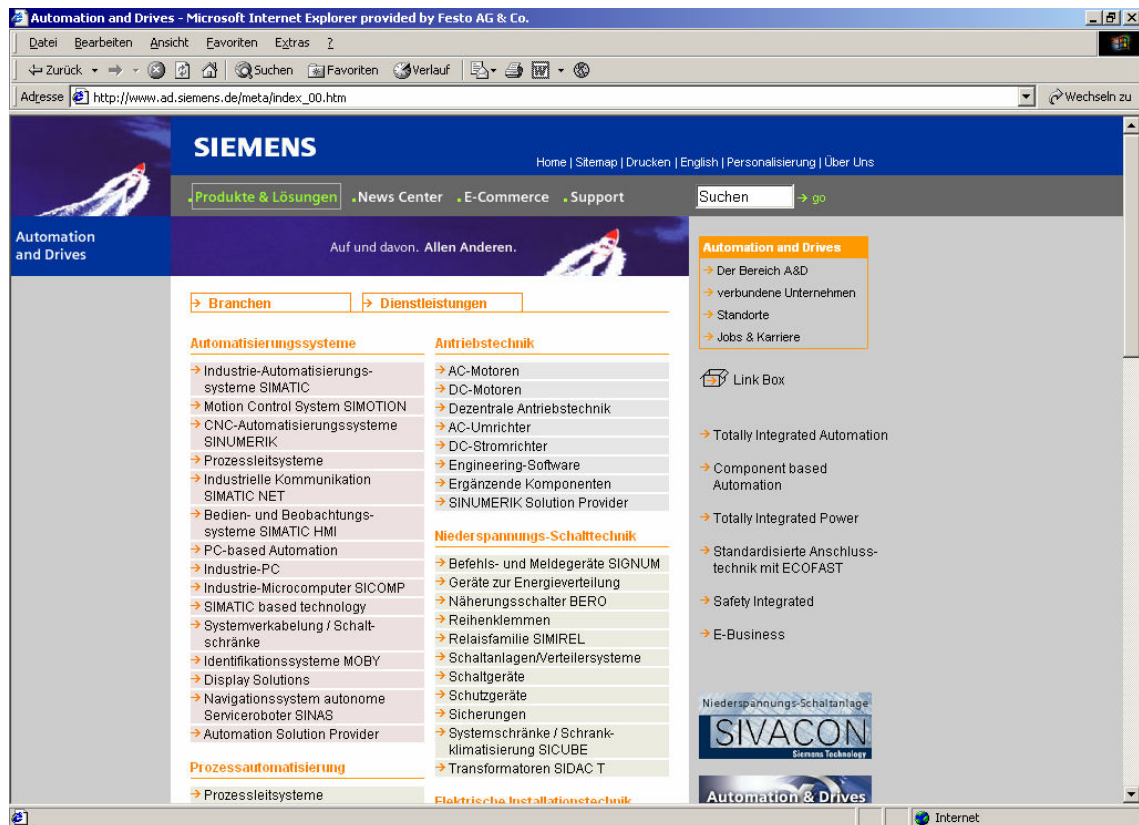 Automation and Drives - Microsoft Internet Explorer provided by Festo AG & Co.
Datei Bearbeiten Ansicht Favoriten Extras ?
Zurück Suchen Favoriten Verlauf
Adresse http://www.ad.siemens.de/meta/index_00.htm Wechseln zu
SIEMENS
Home | Sitemap | Drucken | English | Personalisierung | Über Uns
Produkte & Lösungen News Center E-Commerce Support Suchen go
Automation
and Drives
Auf und davon. Allen Anderen.
Branchen Dienstleistungen
Automatisierungssysteme
Industrie-Automatisierungs-
systeme SIMATIC
Motion Control System SIMOTION
CNC-Automatisierungssysteme
SINUMERIK
Prozessleitsysteme
Industrielle Kommunikation
SIMATIC NET
Bedien- und Beobachtungs-
systeme SIMATIC HMI
PC-based Automation
Industrie-PC
Industrie-Microcomputer SICOMP
SIMATIC based technology
Systemverkabelung / Schalt-
schränke
Identifikationssysteme MOBY
Display Solutions
Navigationssystem autonome
Serviceroboter SINAS
Automation Solution Provider
Prozessautomatisierung
Prozessleitsysteme
Antriebstechnik
AC-Motoren
DC-Motoren
Dezentrale Antriebstechnik
AC-Umrichter
DC-Stromrichter
Engineering-Software
Ergänzende Komponenten
SINUMERIK Solution Provider
Niederspannungs-Schalttechnik
Befehls- und Meldegeräte SIGNUM
Geräte zur Energieverteilung
Näherungsschalter BERO
Reihenklemmen
Relaisfamilie SIMIREL
Schaltanlagen/Verteilersysteme
Schaltgeräte
Schutzgeräte
Sicherungen
Systemschränke / Schrank-
klimatisierung SICUBE
Transformatoren SIDAC T
Elektrische Installationstechnik
Automation and Drives
Der Bereich A&D
verbundene Unternehmen
Standorte
Jobs & Karriere
Link Box
Totally Integrated Automation
Component based
Automation
Totally Integrated Power
Standardisierte Anschluss-
technik mit ECOFAST
Safety Integrated
E-Business
Niederspannungs-Schaltanlage
SIVACON
Siemens Technology
Automation & Drives
Internet